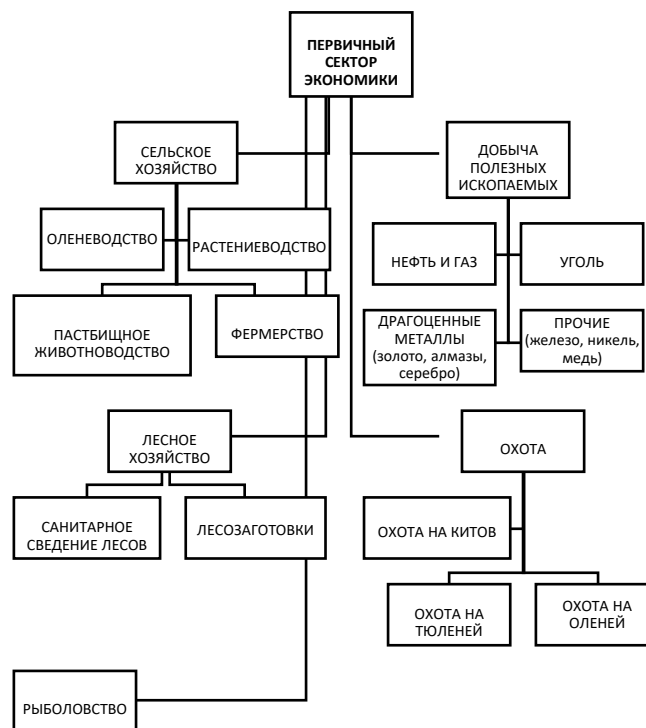 ПЕРВИЧНЫЙ
СЕКТОР
ЭКОНОМИКИ
СЕЛЬСКОЕ
ХОЗЯЙСТВО
ДОБЫЧА
ПОЛЕЗНЫХ
ИСКОПАЕМЫХ
ОЛЕНЕВОДСТВО
РАСТЕНИЕВОДСТВО
НЕФТЬ И ГАЗ
УГОЛЬ
ПАСТБИЩНОЕ
ЖИВОТНОВОДСТВО
ФЕРМЕРСТВО
ДРАГОЦЕННЫЕ
МЕТАЛЛЫ
(золото, алмазы,
серебро)
ПРОЧИЕ
(железо, никель,
медь)
ЛЕСНОЕ
ХОЗЯЙСТВО
ОХОТА
САНИТАРНОЕ
СВЕДЕНИЕ ЛЕСОВ
ЛЕСОЗАГОТОВКИ
ОХОТА НА КИТОВ
ОХОТА НА
ТЮЛЕНЕЙ
ОХОТА НА
ОЛЕНЕЙ
РЫБОЛОВСТВО